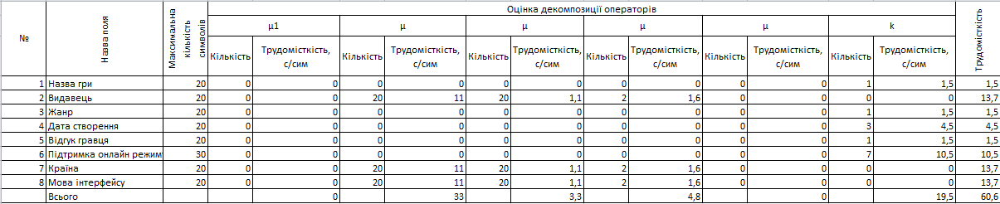 № Назва поля Максимальна кількість символів Оцінка декомпозиції операторів Трудомісткість
µ1 µ µ µ µ k
Кількість Трудомісткість, с/сим Кількість Трудомісткість, с/сим Кількість Трудомісткість, с/сим Кількість Трудомісткість, с/сим Кількість Трудомісткість, с/сим Кількість Трудомісткість, с/сим
1 Назва гри 20 0 0 0 0 0 0 0 0 0 0 1 1,5 1,5
2 Видавець 20 0 0 20 11 20 1,1 2 1,6 0 0 0 0 13,7
3 Жанр 20 0 0 0 0 0 0 0 0 0 0 1 1,5 1,5
4 Дата створення 20 0 0 0 0 0 0 0 0 0 0 3 4,5 4,5
5 Відгук гравця 20 0 0 0 0 0 0 0 0 0 0 1 1,5 1,5
6 Підтримка онлайн режиму 30 0 0 0 0 0 0 0 0 0 0 7 10,5 10,5
7 Країна 20 0 0 20 11 20 1,1 2 1,6 0 0 0 0 13,7
8 Мова інтерфейсу 20 0 0 20 11 20 1,1 2 1,6 0 0 0 0 13,7
Всього 0 33 3,3 4,8 0 19,5 60,6